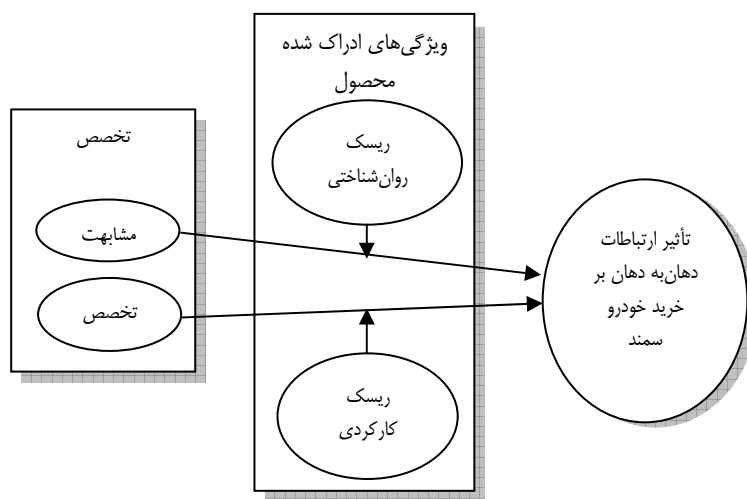 ویژگی‌های ادراک شده
محصول
ریسک
روان‌شناختی
ریسک
کارکردی
تخصص
مشابهت
تخصص
تأثیر ارتباطات
دهان‌به دهان بر
خرید خودرو
سمند